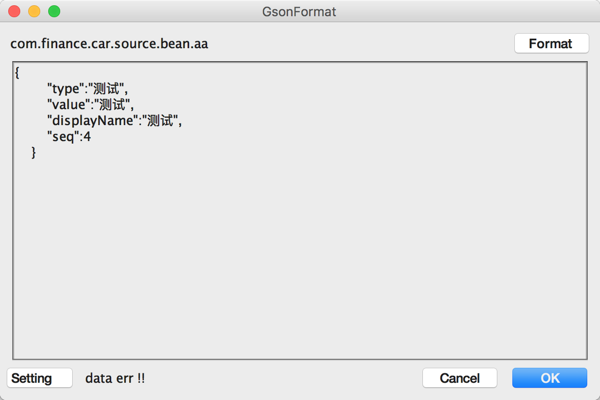 GsonFormat
com.finance.car.source.bean.aa
Format
{
"type":"测试",
"value":"测试",
"displayName":"测试",
"seq":4
}
Setting
data err !!
Cancel
OK